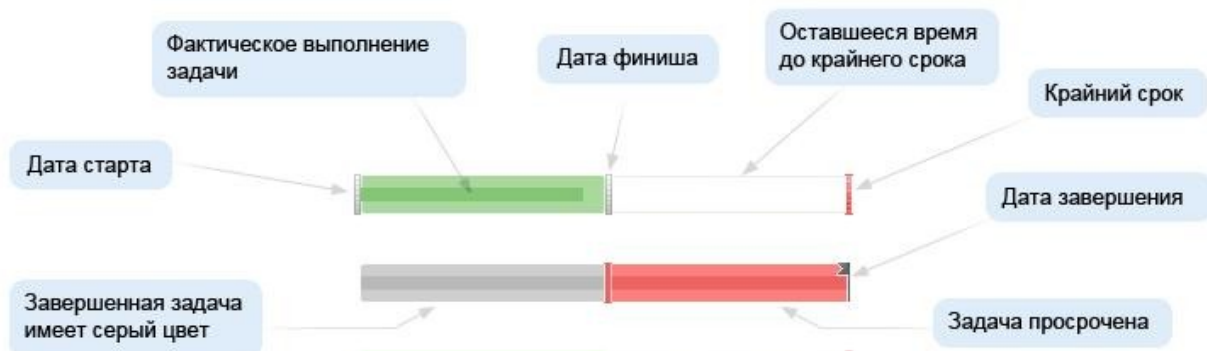 Фактическое выполнение
задачи
Дата финиша
Оставшееся время
до крайнего срока
Крайний срок
Дата старта
Дата завершения
Завершенная задача
имеет серый цвет
Задача просрочена